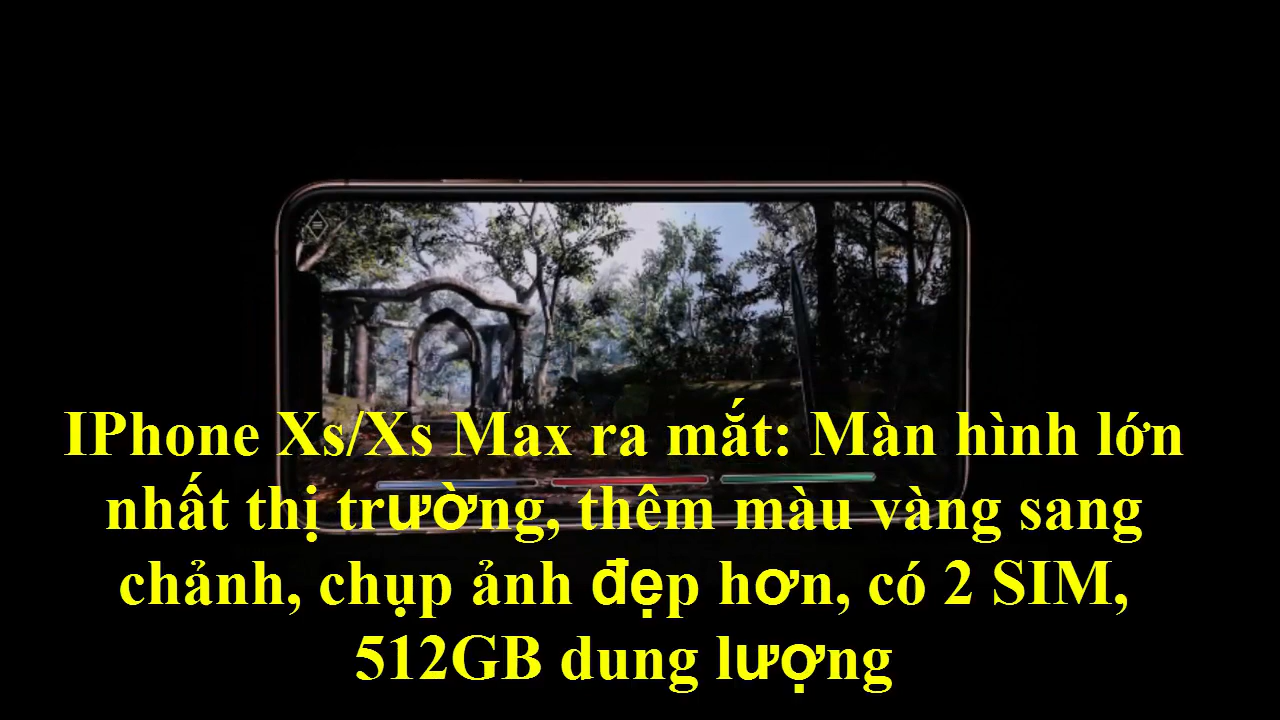 IPhone Xs/Xs Max ra mắt: Màn hình lớn
nhất thị trường, thêm màu vàng sang
chảnh, chụp ảnh đẹp hơn, có 2 SIM,
512GB dung lượng